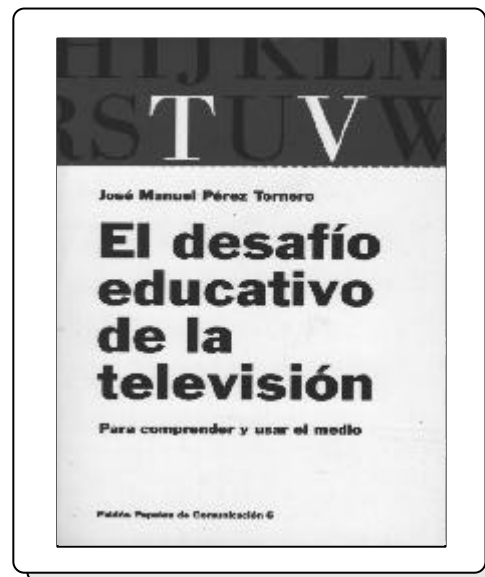 HIJKLM
RSTUVW
José Manuel Pérez Tornero
El desafío
educativo
de la
televisión
Para comprender y usar el medio
Paidós Papeles de Comunicación 6